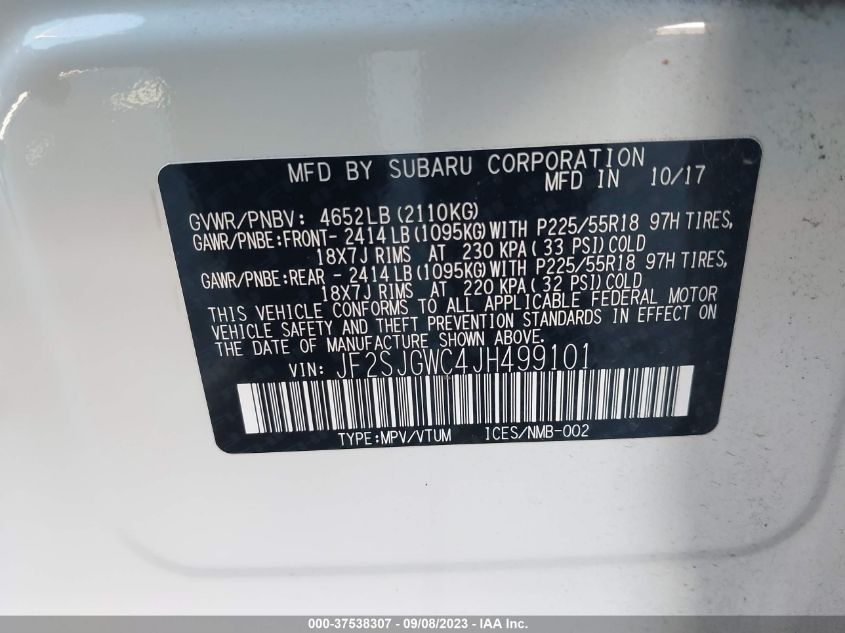 MFD BY SUBARU CORPORATION
MFD IN 10/17
GVWR/PNBV: 4652LB (2110KG)
GAWR/PNBE:FRONT- 2414LB (1095KG) WITH P225/55R18 97H TIRES,
18X7J RIMS AT 230 KPA ( 33 PSI) COLD
GAWR/PNBE:REAR - 2414LB (1095KG) WITH P225/55R18 97H TIRES,
18X7J RIMS AT 220 KPA ( 32 PSI) COLD
THIS VEHICLE CONFORMS TO ALL APPLICABLE FEDERAL MOTOR
VEHICLE SAFETY AND THEFT PREVENTION STANDARDS IN EFFECT ON
THE DATE OF MANUFACTURE SHOWN ABOVE.
VIN: JF2SJGWC4JH499101
TYPE:MPV/VTUM ICES/NMB-002
000-37538307 - 09/08/2023 - © IAA Inc.